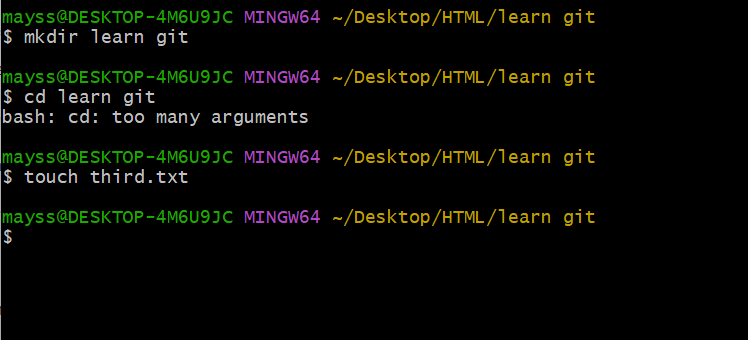 mayss@DESKTOP-4M6U9JC MINGW64 ~/Desktop/HTML/learn git
$ mkdir learn git
mayss@DESKTOP-4M6U9JC MINGW64 ~/Desktop/HTML/learn git
$ cd learn git
bash: cd: too many arguments
mayss@DESKTOP-4M6U9JC MINGW64 ~/Desktop/HTML/learn git
$ touch third.txt
mayss@DESKTOP-4M6U9JC MINGW64 ~/Desktop/HTML/learn git
$